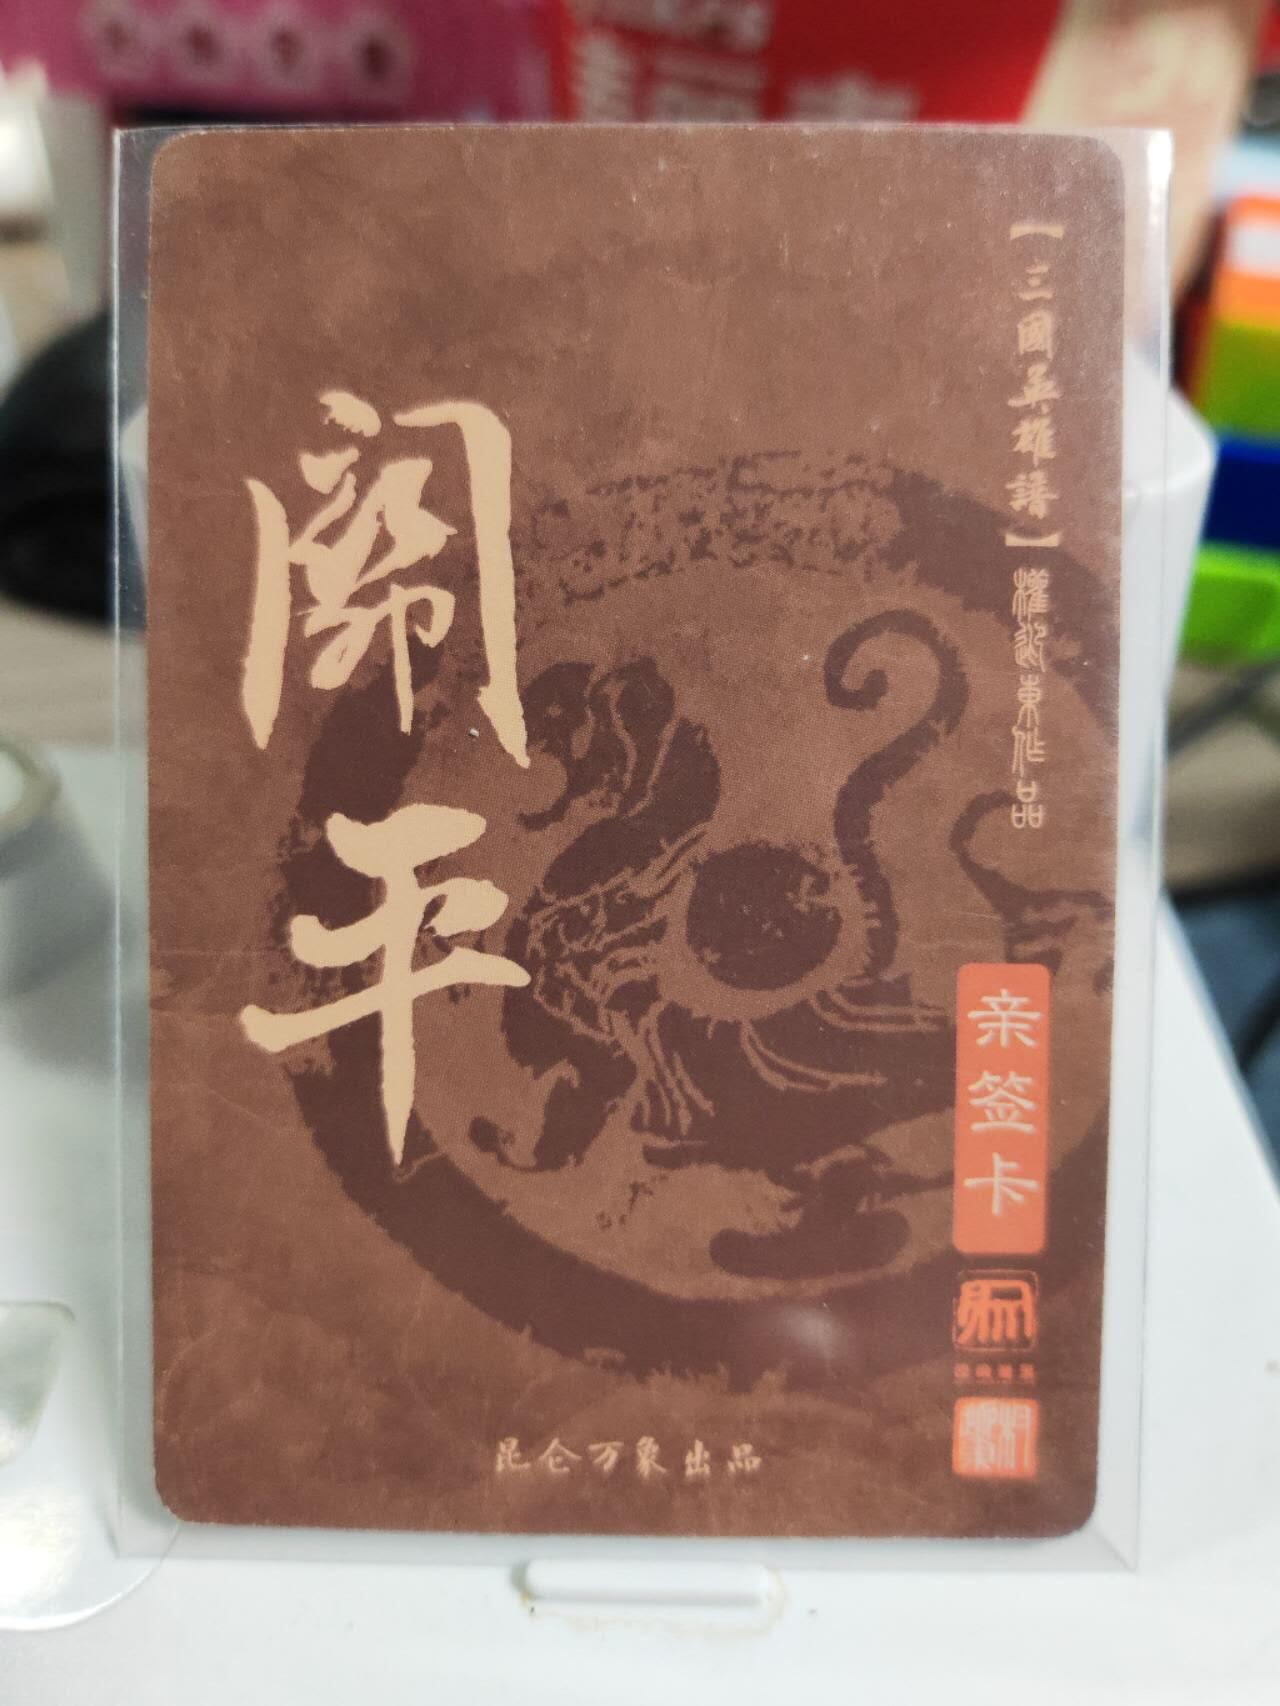 【三國英雄譜】權迎東作品
關平
亲签卡
昆仑万象出品